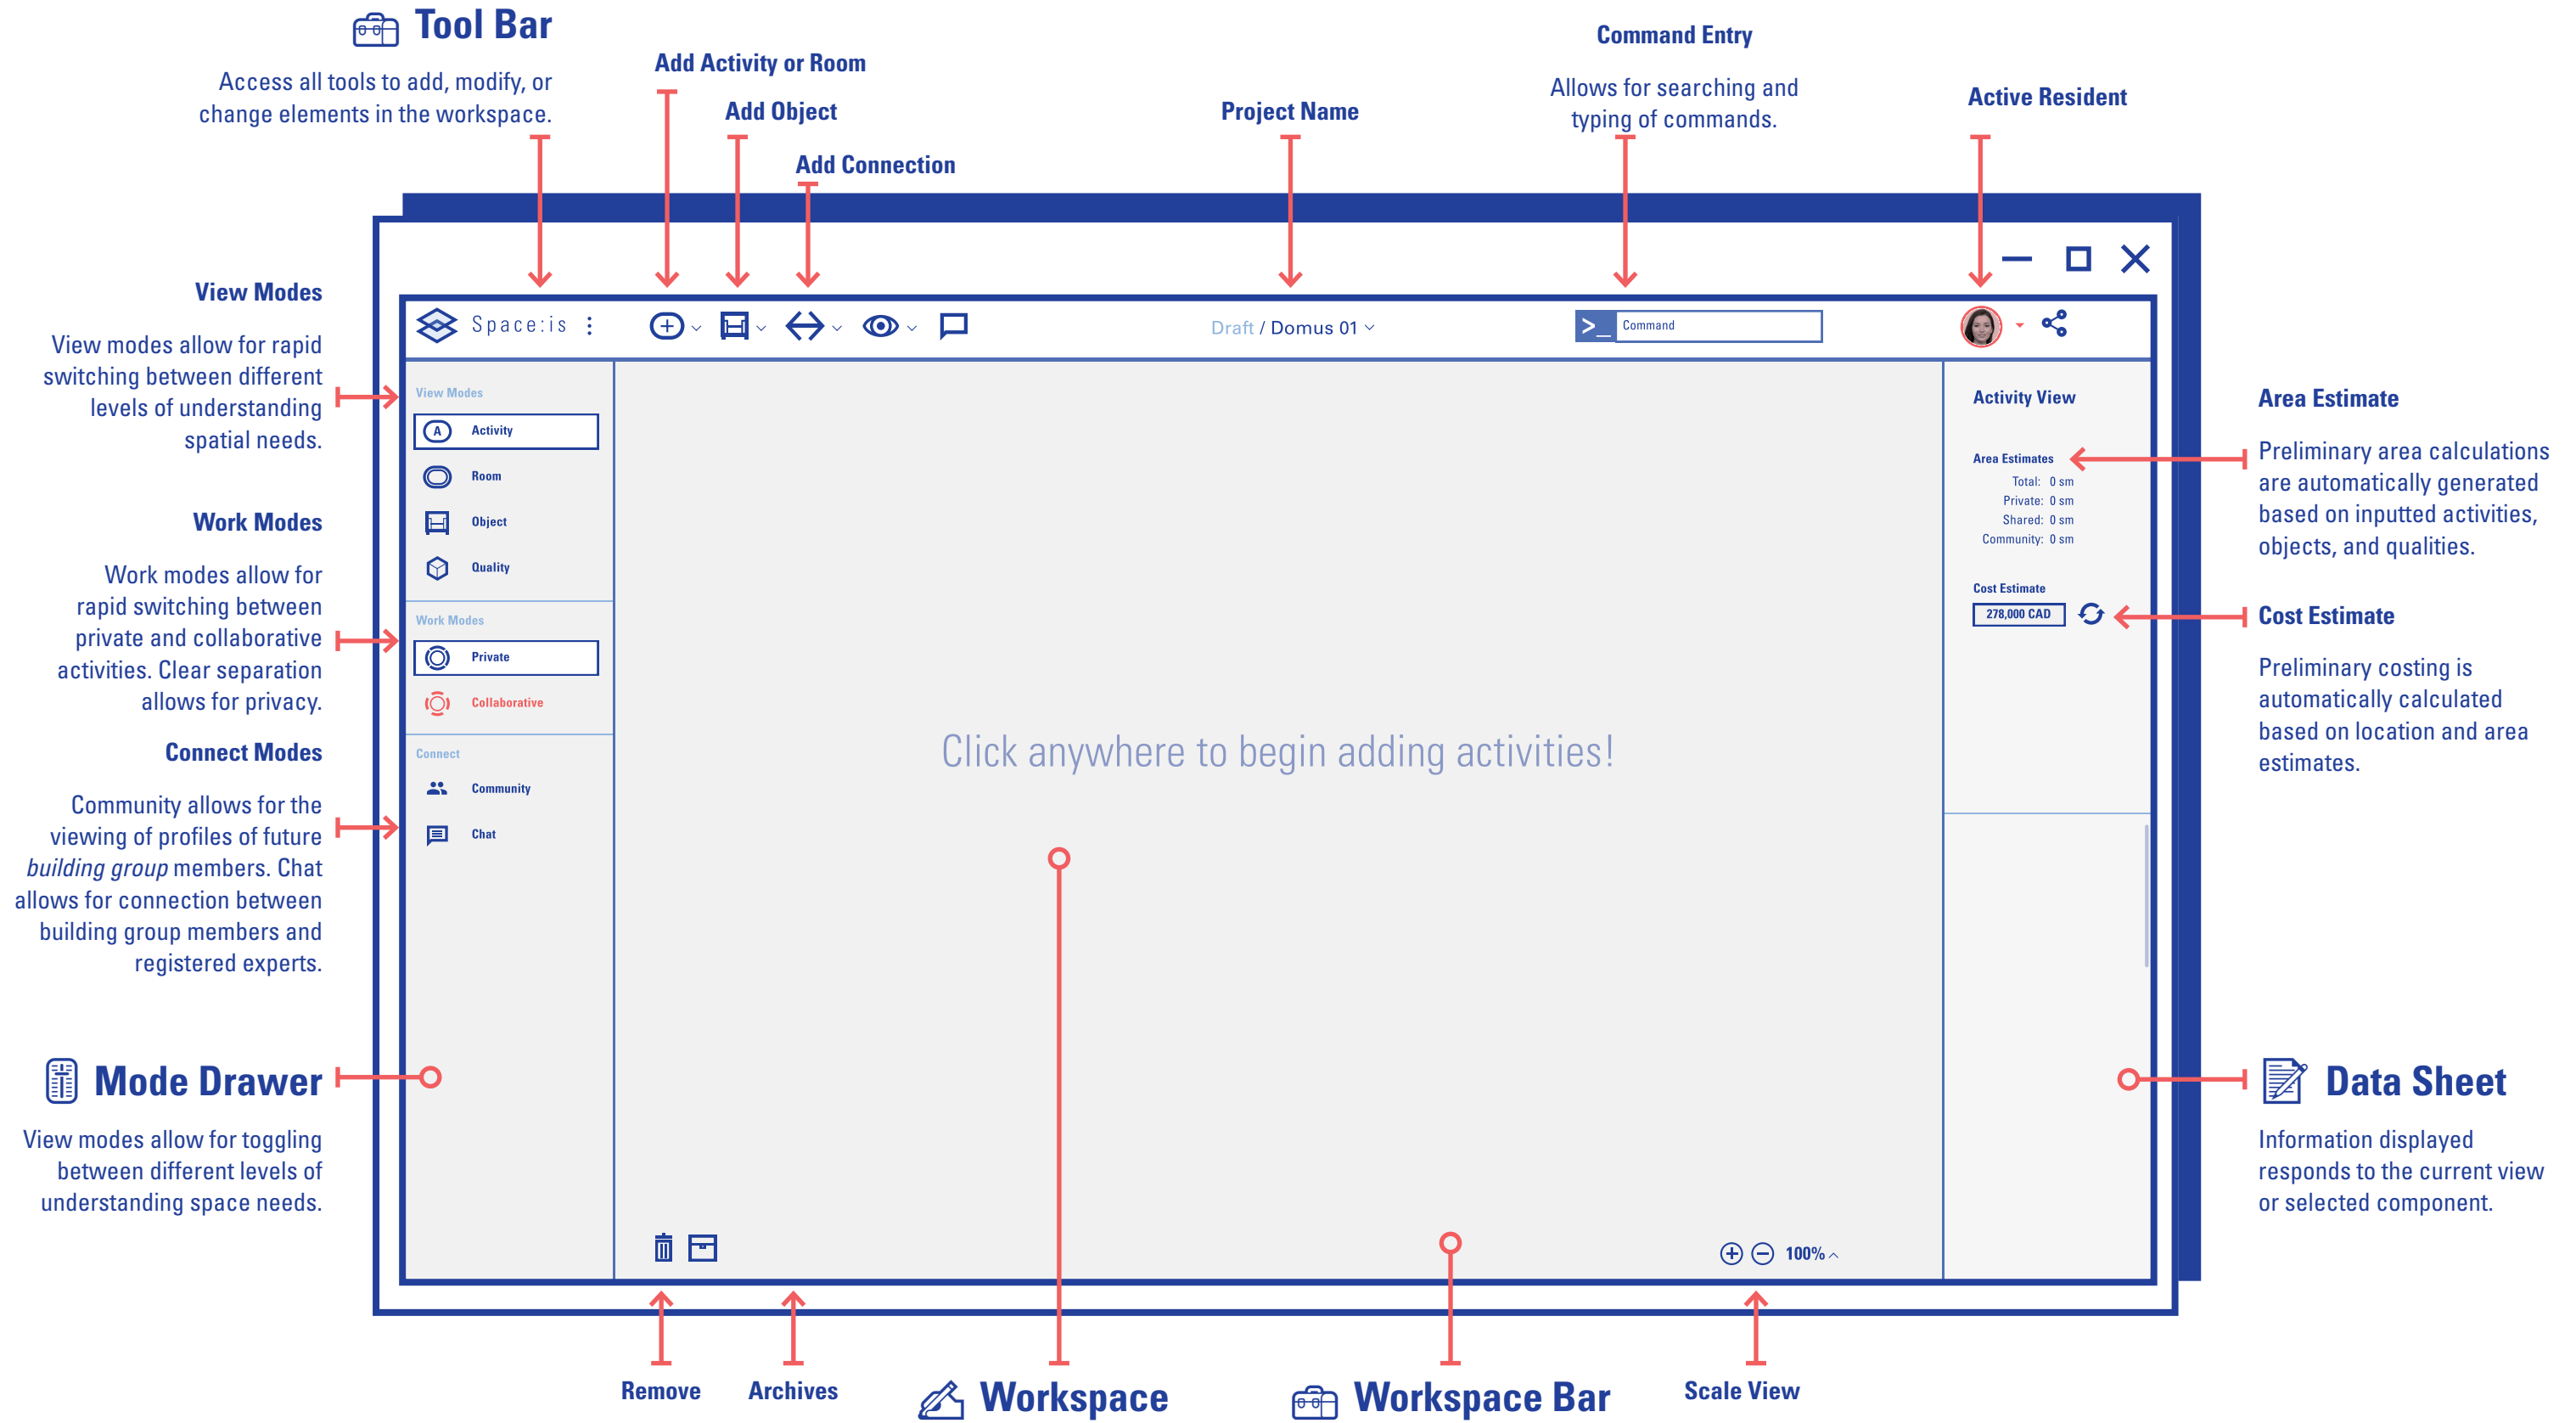 Tool Bar
Access all tools to add, modify, or
change elements in the workspace.
Add Activity or Room
Add Object
Add Connection
Project Name
Command Entry
Allows for searching and
typing of commands.
Active Resident
View Modes
View modes allow for rapid
switching between different
levels of understanding
spatial needs.
Work Modes
Work modes allow for
rapid switching between
private and collaborative
activities. Clear separation
allows for privacy.
Connect Modes
Community allows for the
viewing of profiles of future
building group members. Chat
allows for connection between
building group members and
registered experts.
Mode Drawer
View modes allow for toggling
between different levels of
understanding space needs.
Space:is
Draft / Domus 01
>_ Command
View Modes
A Activity
Room
Object
Quality
Work Modes
Private
Collaborative
Connect
Community
Chat
Click anywhere to begin adding activities!
100%
Activity View
Area Estimates
Total: 0 sm
Private: 0 sm
Shared: 0 sm
Community: 0 sm
Cost Estimate
278,000 CAD
Area Estimate
Preliminary area calculations
are automatically generated
based on inputted activities,
objects, and qualities.
Cost Estimate
Preliminary costing is
automatically calculated
based on location and area
estimates.
Data Sheet
Information displayed
responds to the current view
or selected component.
Remove
Archives
Workspace
Workspace Bar
Scale View